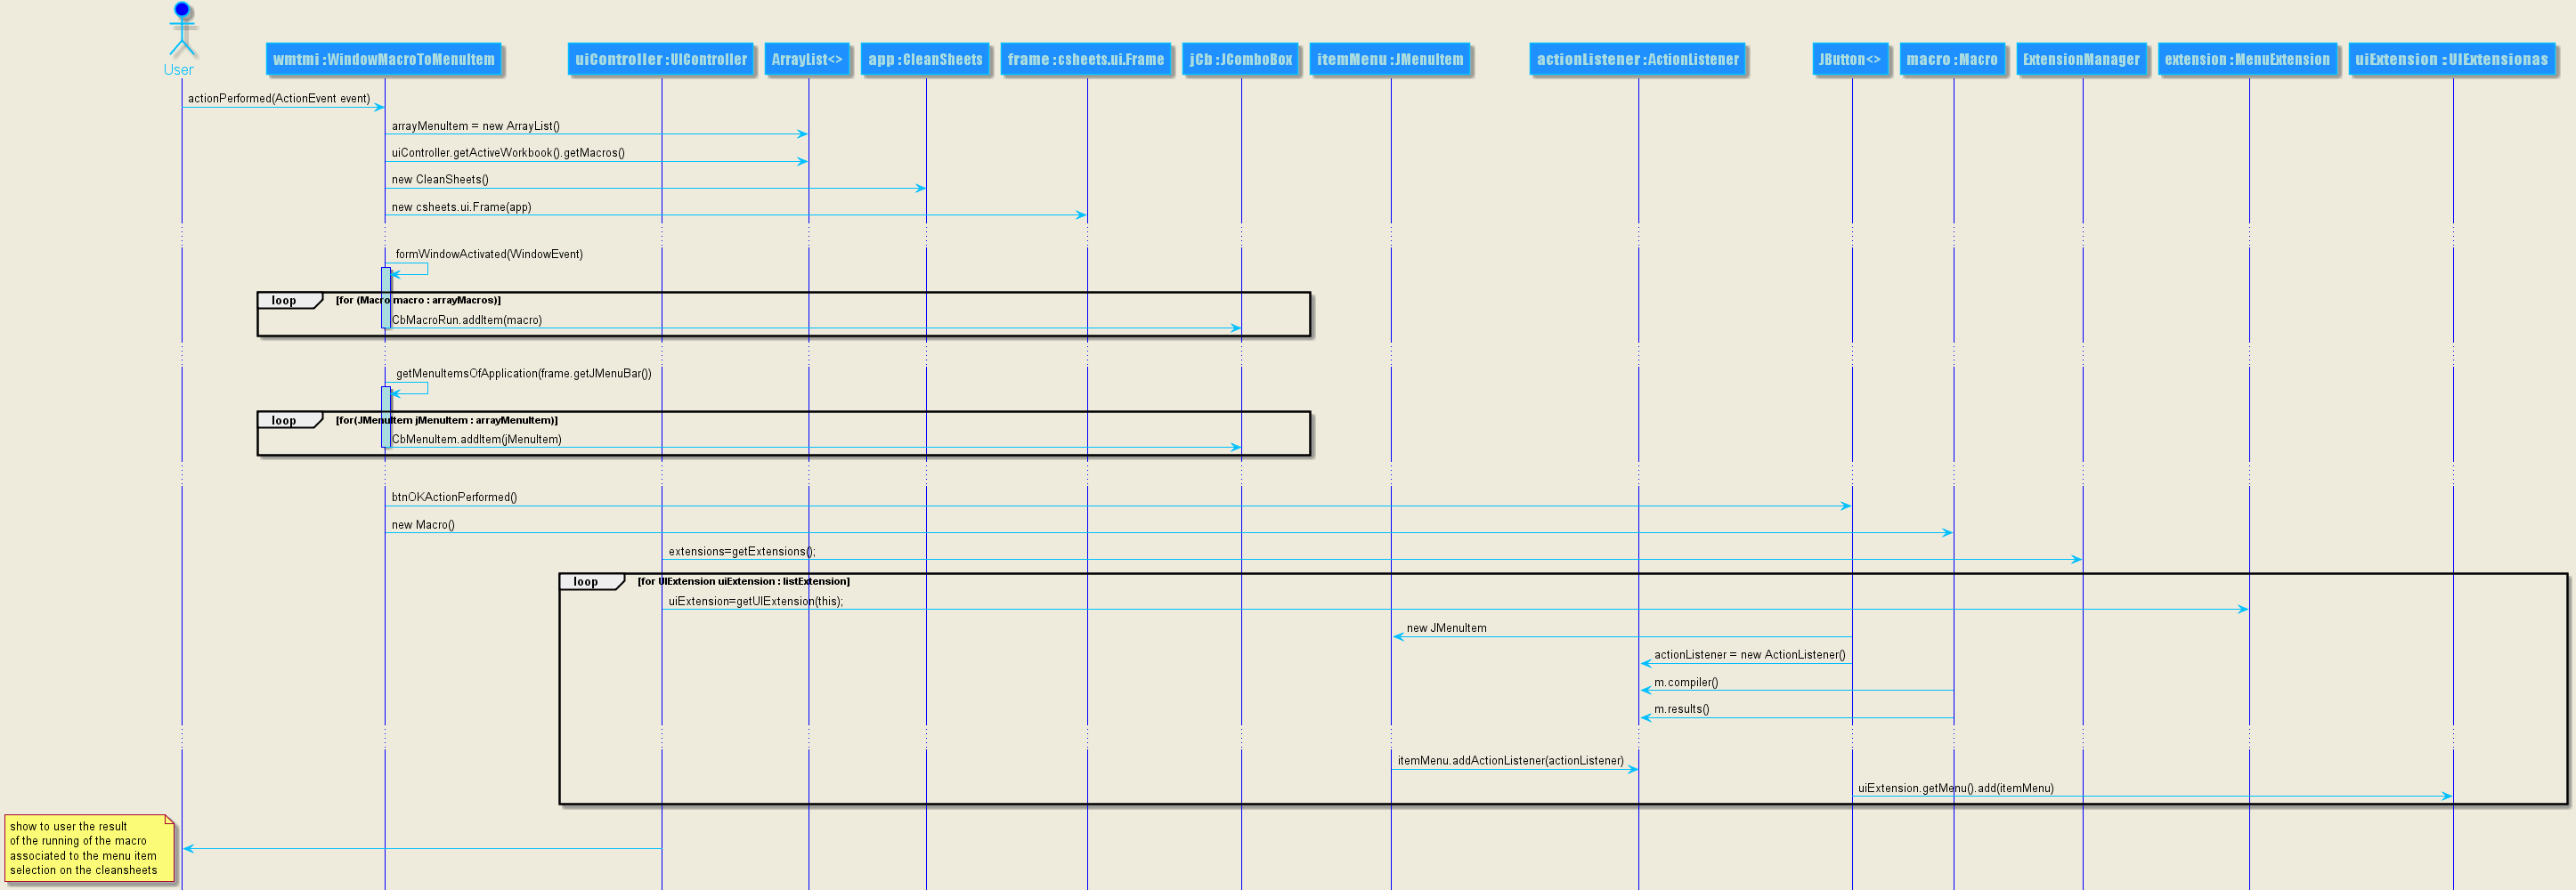 User
wmtmi :WindowMacroToMenuItem
uiController :UIController
ArrayList<>
app :CleanSheets
frame :csheets.ui.Frame
jCb :JComboBox
itemMenu :JMenuItem
actionListener :ActionListener
JButton<>
macro :Macro
ExtensionManager
extension :MenuExtension
uiExtension :UIExtensionas
actionPerformed(ActionEvent event)
arrayMenuItem = new ArrayList()
uiController.getActiveWorkbook().getMacros()
new CleanSheets()
new csheets.ui.Frame(app)
formWindowActivated(WindowEvent)
loop [for (Macro macro : arrayMacros)]
CbMacroRun.addItem(macro)
getMenuItemsOfApplication(frame.getJMenuBar())
loop [for(JMenuItem jMenuItem : arrayMenuItem)]
CbMenuItem.addItem(jMenuItem)
btnOKActionPerformed()
new Macro()
extensions=getExtensions();
loop [for UIExtension uiExtension : listExtension]
uiExtension=getUIExtension(this);
new JMenuItem
actionListener = new ActionListener()
m.compiler()
m.results()
itemMenu.addActionListener(actionListener)
uiExtension.getMenu().add(itemMenu)
show to user the result
of the running of the macro
associated to the menu item
selection on the cleansheets